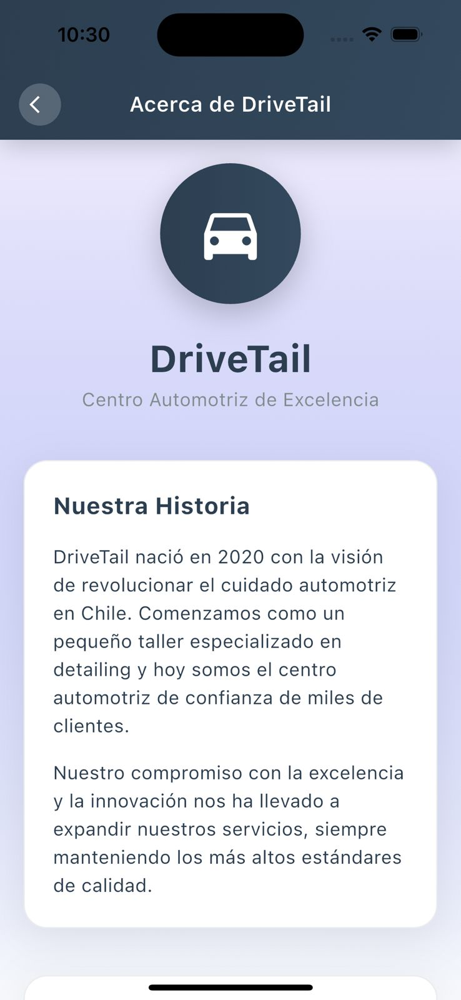 10:30
Acerca de DriveTail
DriveTail
Centro Automotriz de Excelencia
Nuestra Historia
DriveTail nació en 2020 con la visión
de revolucionar el cuidado automotriz
en Chile. Comenzamos como un
pequeño taller especializado en
detailing y hoy somos el centro
automotriz de confianza de miles de
clientes.
Nuestro compromiso con la excelencia
y la innovación nos ha llevado a
expandir nuestros servicios, siempre
manteniendo los más altos estándares
de calidad.